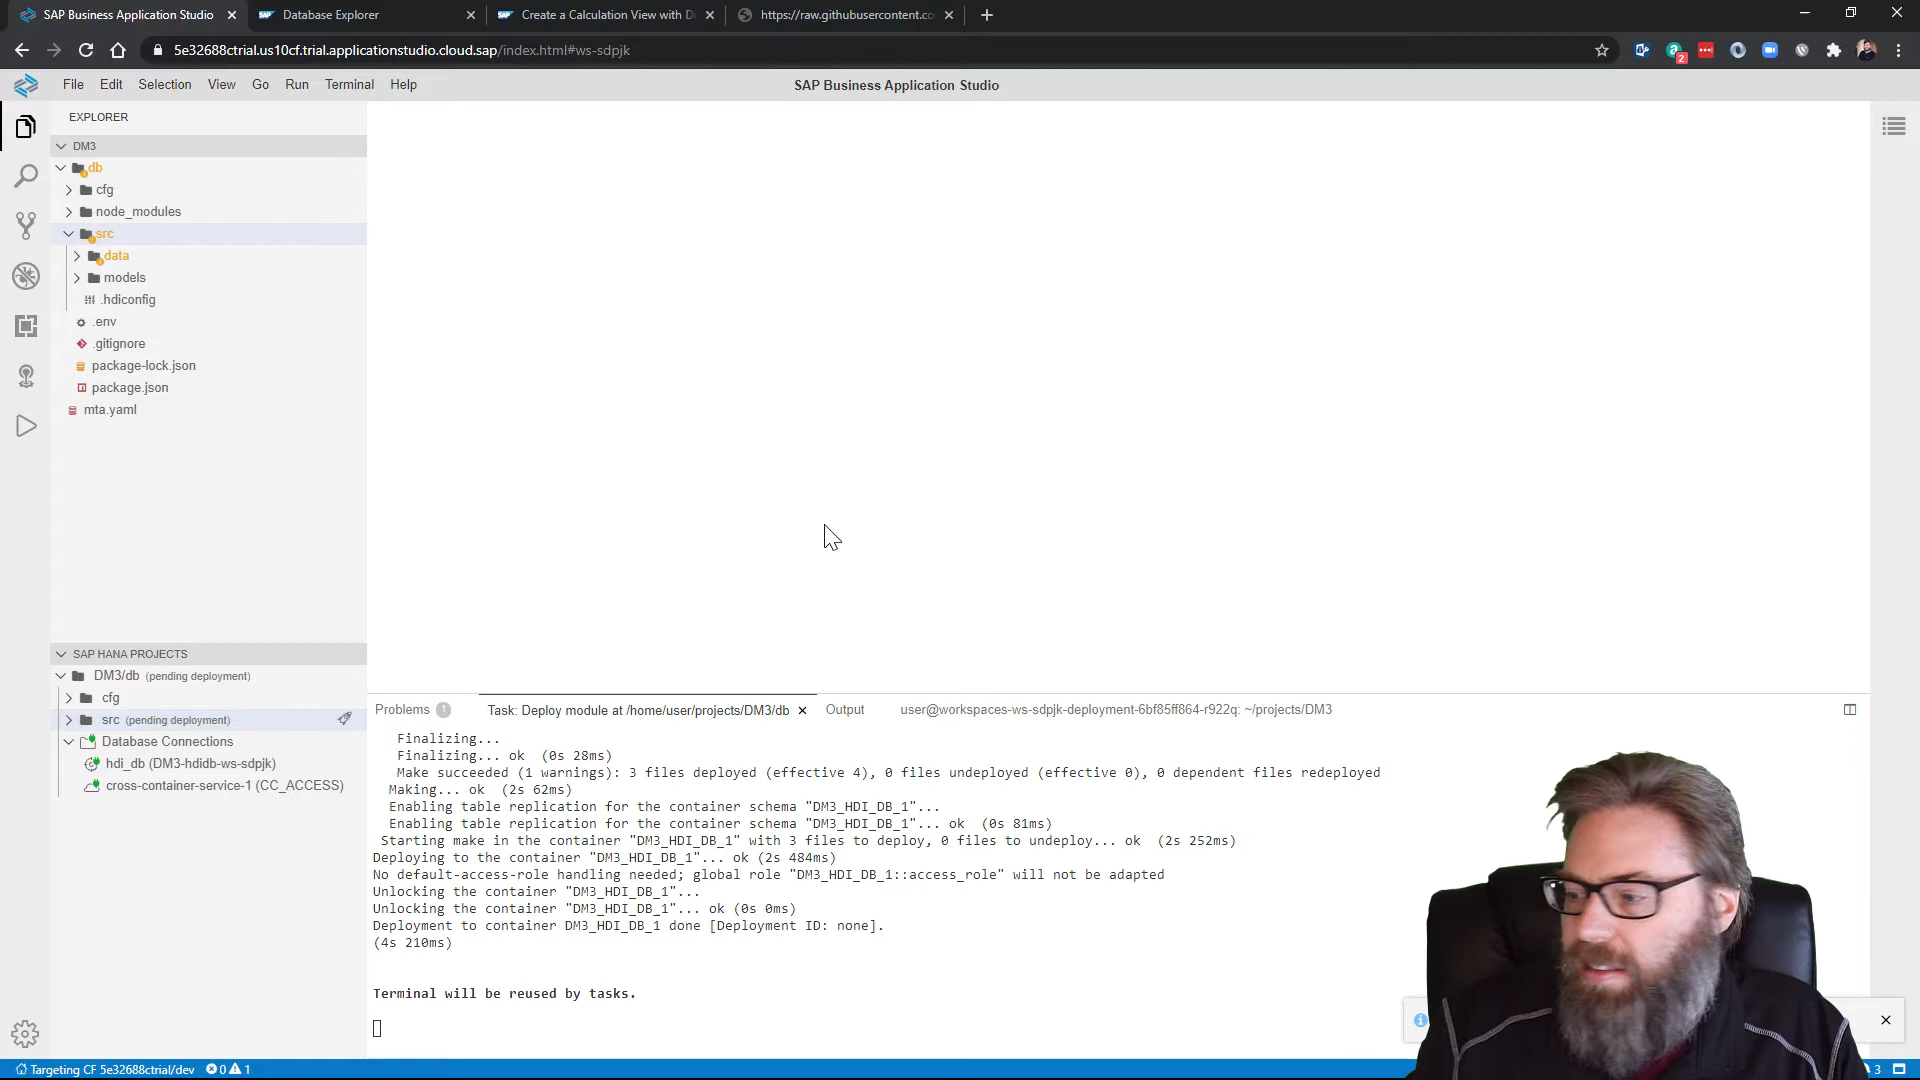 SAP Business Application Studio
Database Explorer
Create a Calculation View with D
https://raw.githubusercontent.co
5e32688ctrial.us10cf.trial.applicationstudio.cloud.sap/index.html#ws-sdpjk
2
File Edit Selection View Go Run Terminal Help
SAP Business Application Studio
EXPLORER
DM3
db
cfg
node_modules
src
data
models
.hdiconfig
.env
.gitignore
package-lock.json
package.json
mta.yaml
SAP HANA PROJECTS
DM3/db (pending deployment)
cfg
src (pending deployment)
Database Connections
hdi_db (DM3-hdidb-ws-sdpjk)
cross-container-service-1 (CC_ACCESS)
Problems 1
Task: Deploy module at /home/user/projects/DM3/db
Output
user@workspaces-ws-sdpjk-deployment-6bf85ff864-r922q: ~/projects/DM3
Finalizing...
Finalizing... ok (0s 28ms)
Make succeeded (1 warnings): 3 files deployed (effective 4), 0 files undeployed (effective 0), 0 dependent files redeployed
Making... ok (2s 62ms)
Enabling table replication for the container schema "DM3_HDI_DB_1"...
Enabling table replication for the container schema "DM3_HDI_DB_1"... ok (0s 81ms)
Starting make in the container "DM3_HDI_DB_1" with 3 files to deploy, 0 files to undeploy... ok (2s 252ms)
Deploying to the container "DM3_HDI_DB_1"... ok (2s 484ms)
No default-access-role handling needed; global role "DM3_HDI_DB_1::access_role" will not be adapted
Unlocking the container "DM3_HDI_DB_1"...
Unlocking the container "DM3_HDI_DB_1"... ok (0s 0ms)
Deployment to container DM3_HDI_DB_1 done [Deployment ID: none].
(4s 210ms)
Terminal will be reused by tasks.
Targeting CF 5e32688ctrial/dev
0 1
3